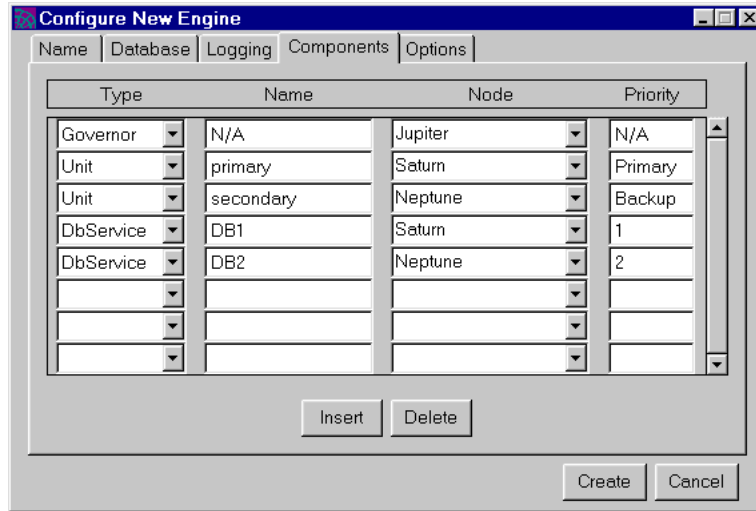 Configure New Engine
Name Database Logging Components Options
Type Name Node Priority
Governor N/A Jupiter N/A
Unit primary Saturn Primary
Unit secondary Neptune Backup
DbService DB1 Saturn 1
DbService DB2 Neptune 2
Insert Delete
Create Cancel